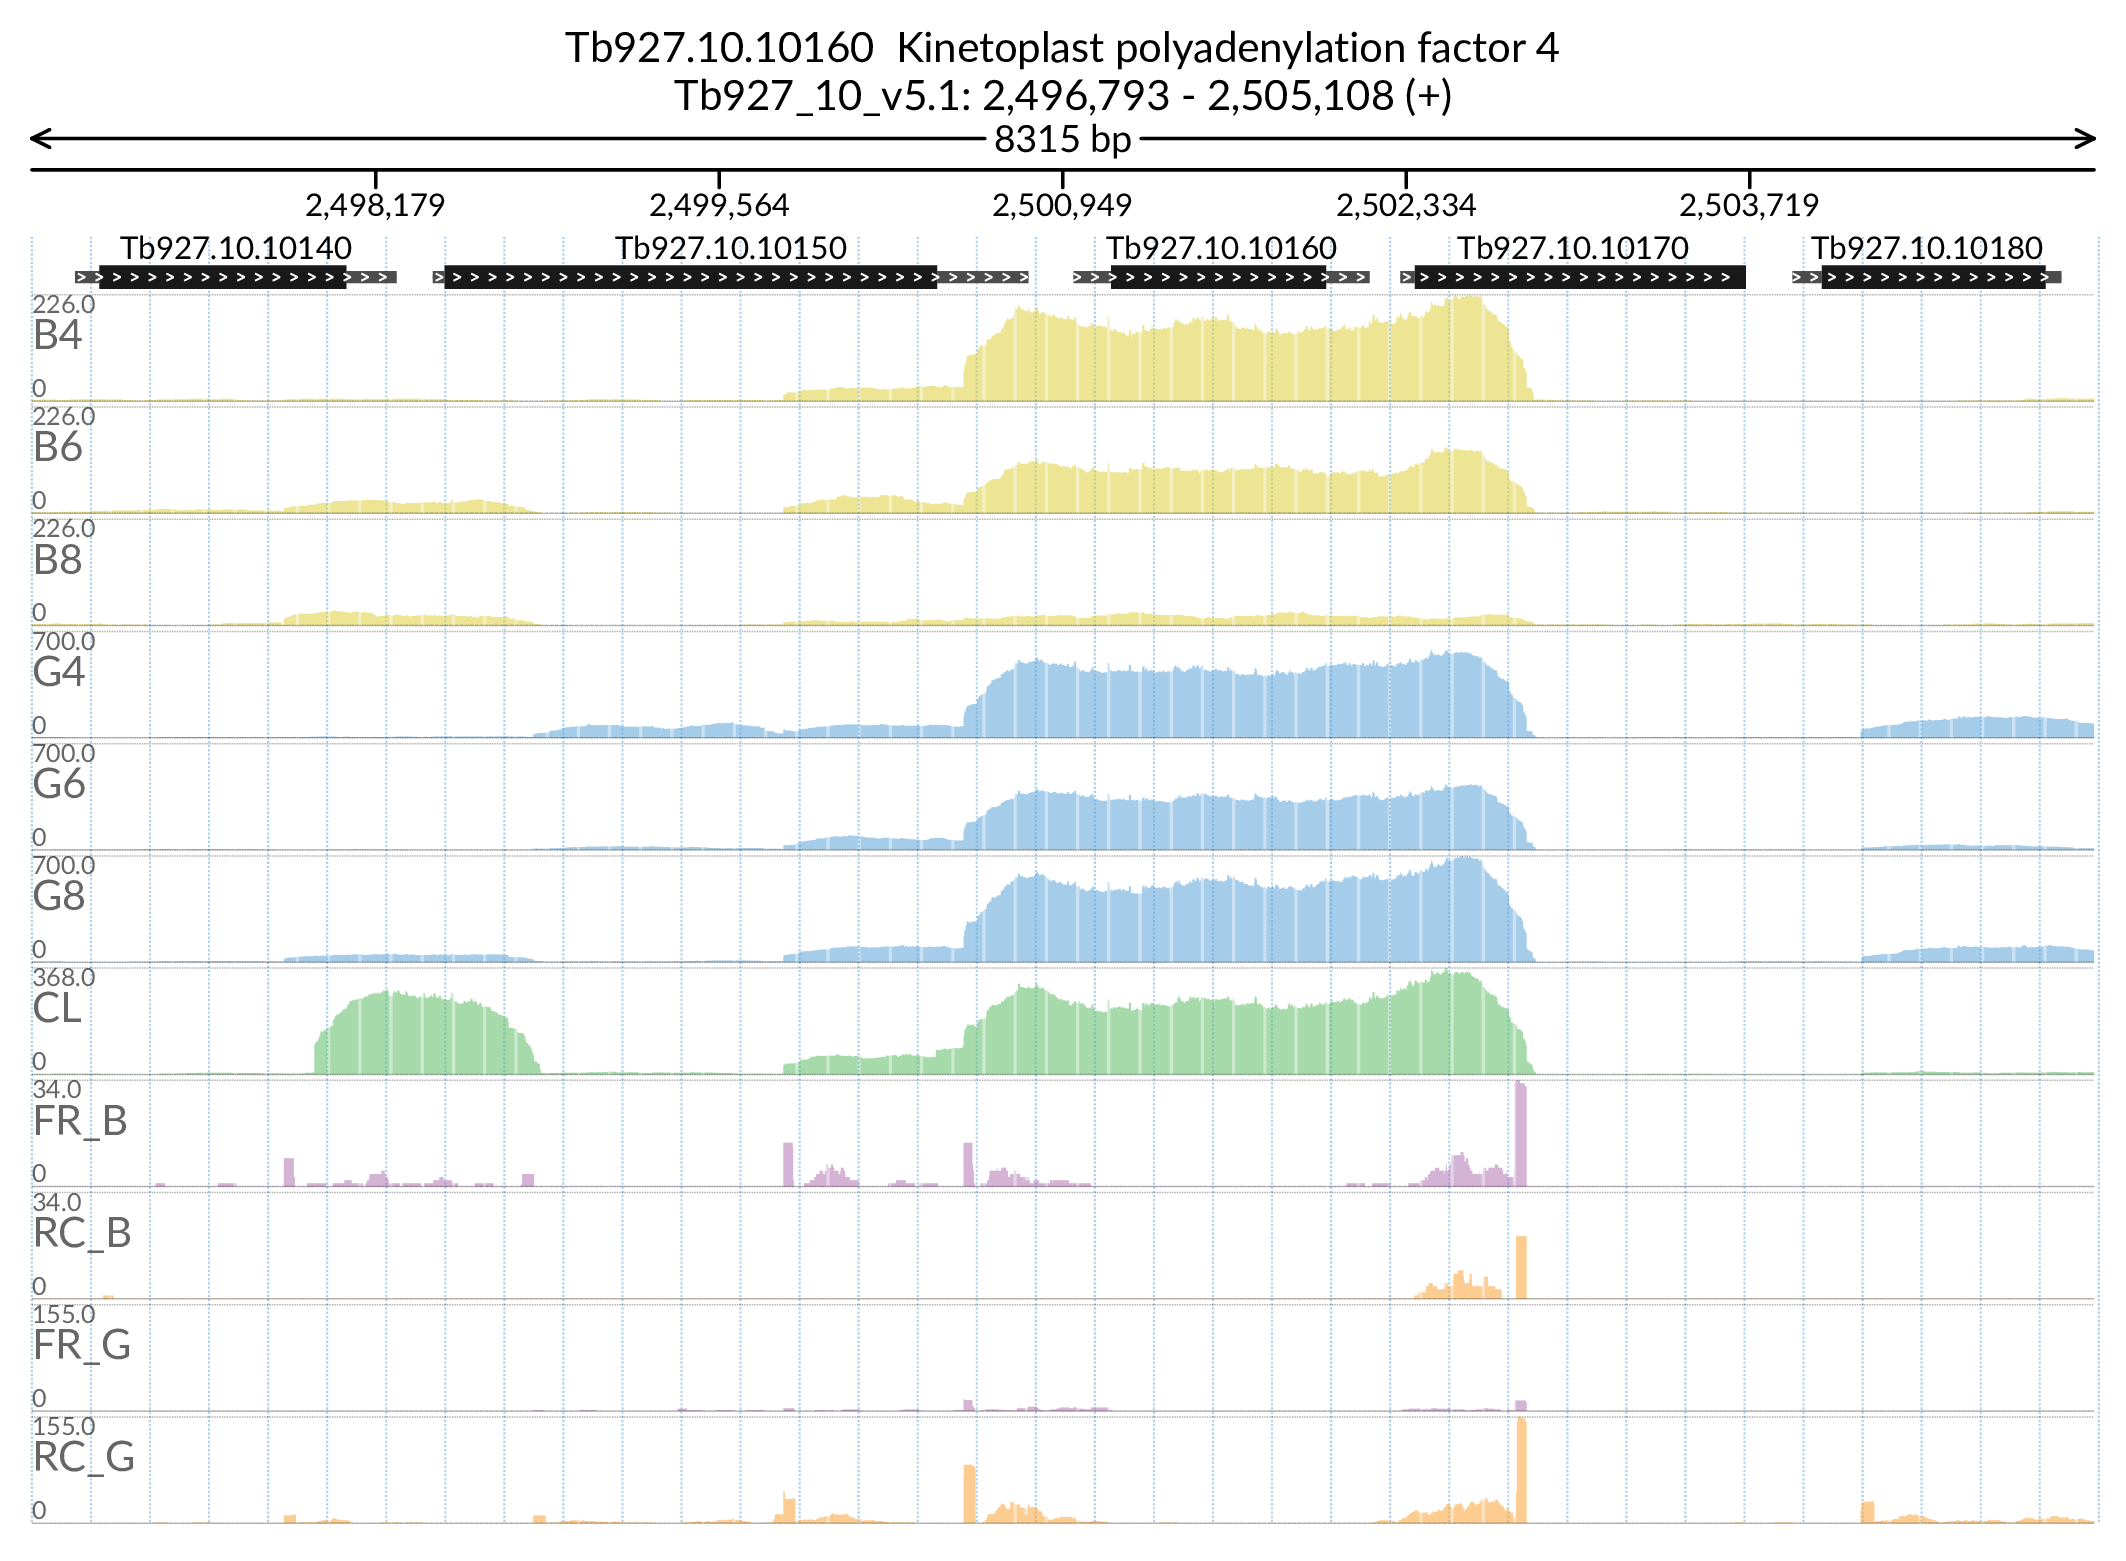 Tb927.10.10160  Kinetoplast polyadenylation factor 4
Tb927_10_v5.1: 2,496,793 - 2,505,108 (+)
8315 bp
2,498,179 2,499,564 2,500,949 2,502,334 2,503,719
Tb927.10.10140 Tb927.10.10150 Tb927.10.10160 Tb927.10.10170 Tb927.10.10180
226.0
B4
0
226.0
B6
0
226.0
B8
0
700.0
G4
0
700.0
G6
0
700.0
G8
0
368.0
CL
0
34.0
FR_B
0
34.0
RC_B
0
155.0
FR_G
0
155.0
RC_G
0